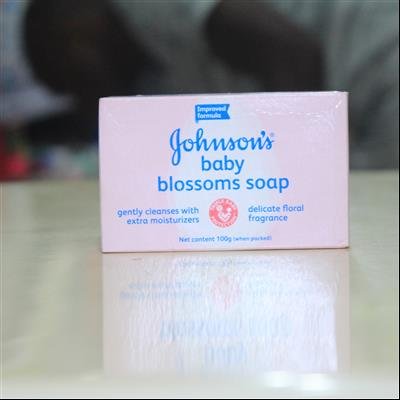 Improved
formula
Johnson's
baby
blossoms soap
gently cleanses with
extra moisturizers
delicate floral
fragrance
Net content 100g (when packed)